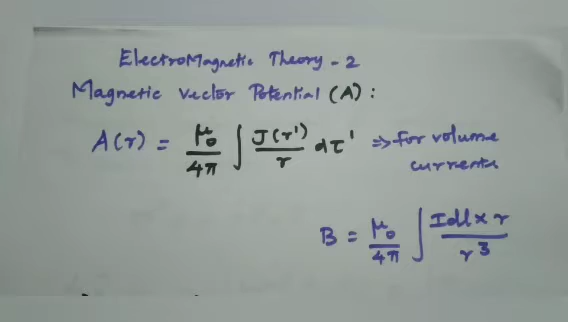 ElectroMagnetic Theory - 2
Magnetic Vector Potential (A) :
A(r) = μ₀/4π ∫ J(r')/r dτ' ⇒ For volume currents
B = μ₀/4π ∫ Idl × r/r³